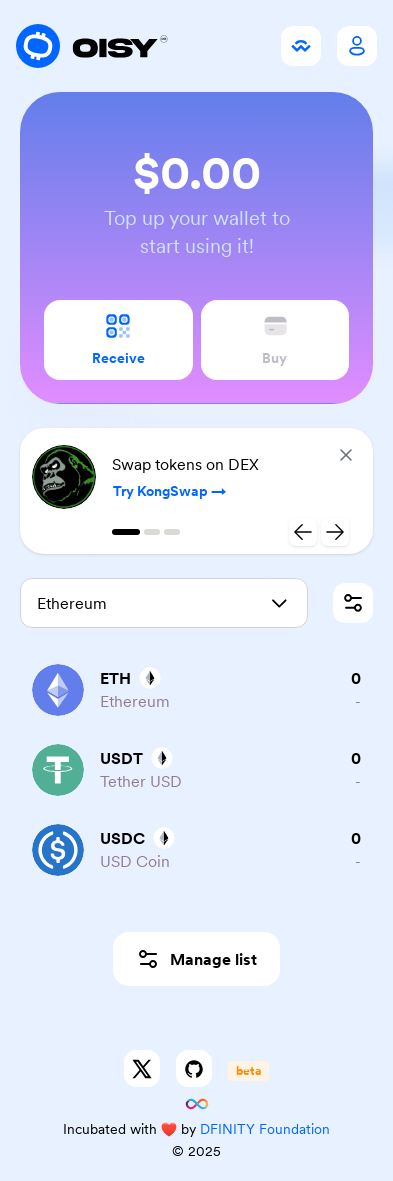 OISY
$0.00
Top up your wallet to
start using it!
Receive
Buy
Swap tokens on DEX
Try KongSwap →
Ethereum
ETH
0
Ethereum
-
USDT
0
Tether USD
-
USDC
0
USD Coin
-
Manage list
beta
Incubated with ❤️ by DFINITY Foundation
© 2025